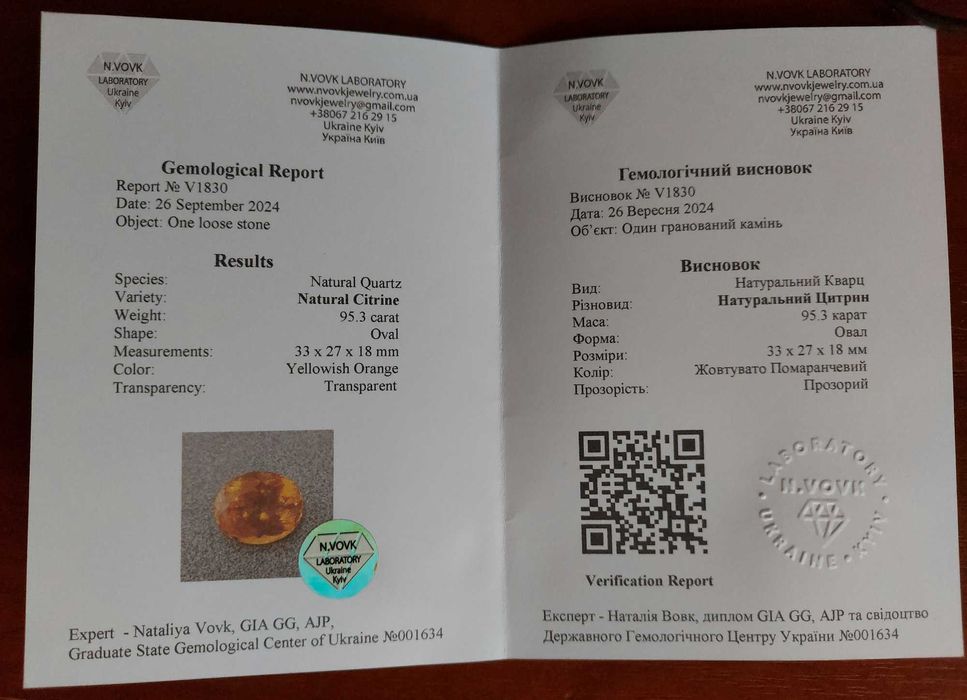 N.VOVK
LABORATORY
Ukraine
Kyiv
N.VOVK LABORATORY
www.nvovkjewelry.com.ua
nvovkjewelry@gmail.com
+38067 216 29 15
Ukraine Kyiv
Україна Київ
Gemological Report
Report № V1830
Date: 26 September 2024
Object: One loose stone
Results
Species: Natural Quartz
Variety: Natural Citrine
Weight: 95.3 carat
Shape: Oval
Measurements: 33 x 27 x 18 mm
Color: Yellowish Orange
Transparency: Transparent
N.VOVK
LABORATORY
Ukraine
Kyiv
Expert - Nataliya Vovk, GIA GG, AJP,
Graduate State Gemological Center of Ukraine №001634
N.VOVK
LABORATORY
Ukraine
Kyiv
N.VOVK LABORATORY
www.nvovkjewelry.com.ua
nvovkjewelry@gmail.com
+38067 216 29 15
Ukraine Kyiv
Україна Київ
Гемологічний висновок
Висновок № V1830
Дата: 26 Вересня 2024
Об'єкт: Один гранований камінь
Висновок
Вид: Натуральний Кварц
Різновид: Натуральний Цитрин
Маса: 95.3 карат
Форма: Овал
Розміри: 33 x 27 x 18 мм
Колір: Жовтувато Помаранчевий
Прозорість: Прозорий
LABORATORY
N.VOVK
UKRAINE • KYIV
Verification Report
Експерт - Наталія Вовк, диплом GIA GG, AJP та свідоцтво
Державного Гемологічного Центру України №001634